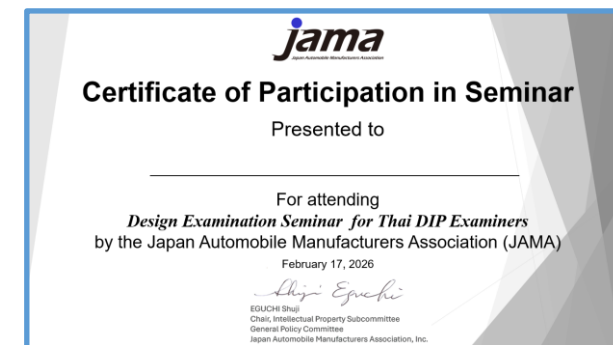 jama
Japan Automobile Manufacturers Association
Certificate of Participation in Seminar
Presented to
For attending
Design Examination Seminar for Thai DIP Examiners
by the Japan Automobile Manufacturers Association (JAMA)
February 17, 2026
Shuji Eguchi
EGUCHI Shuji
Chair, Intellectual Property Subcommittee
General Policy Committee
Japan Automobile Manufacturers Association, Inc.